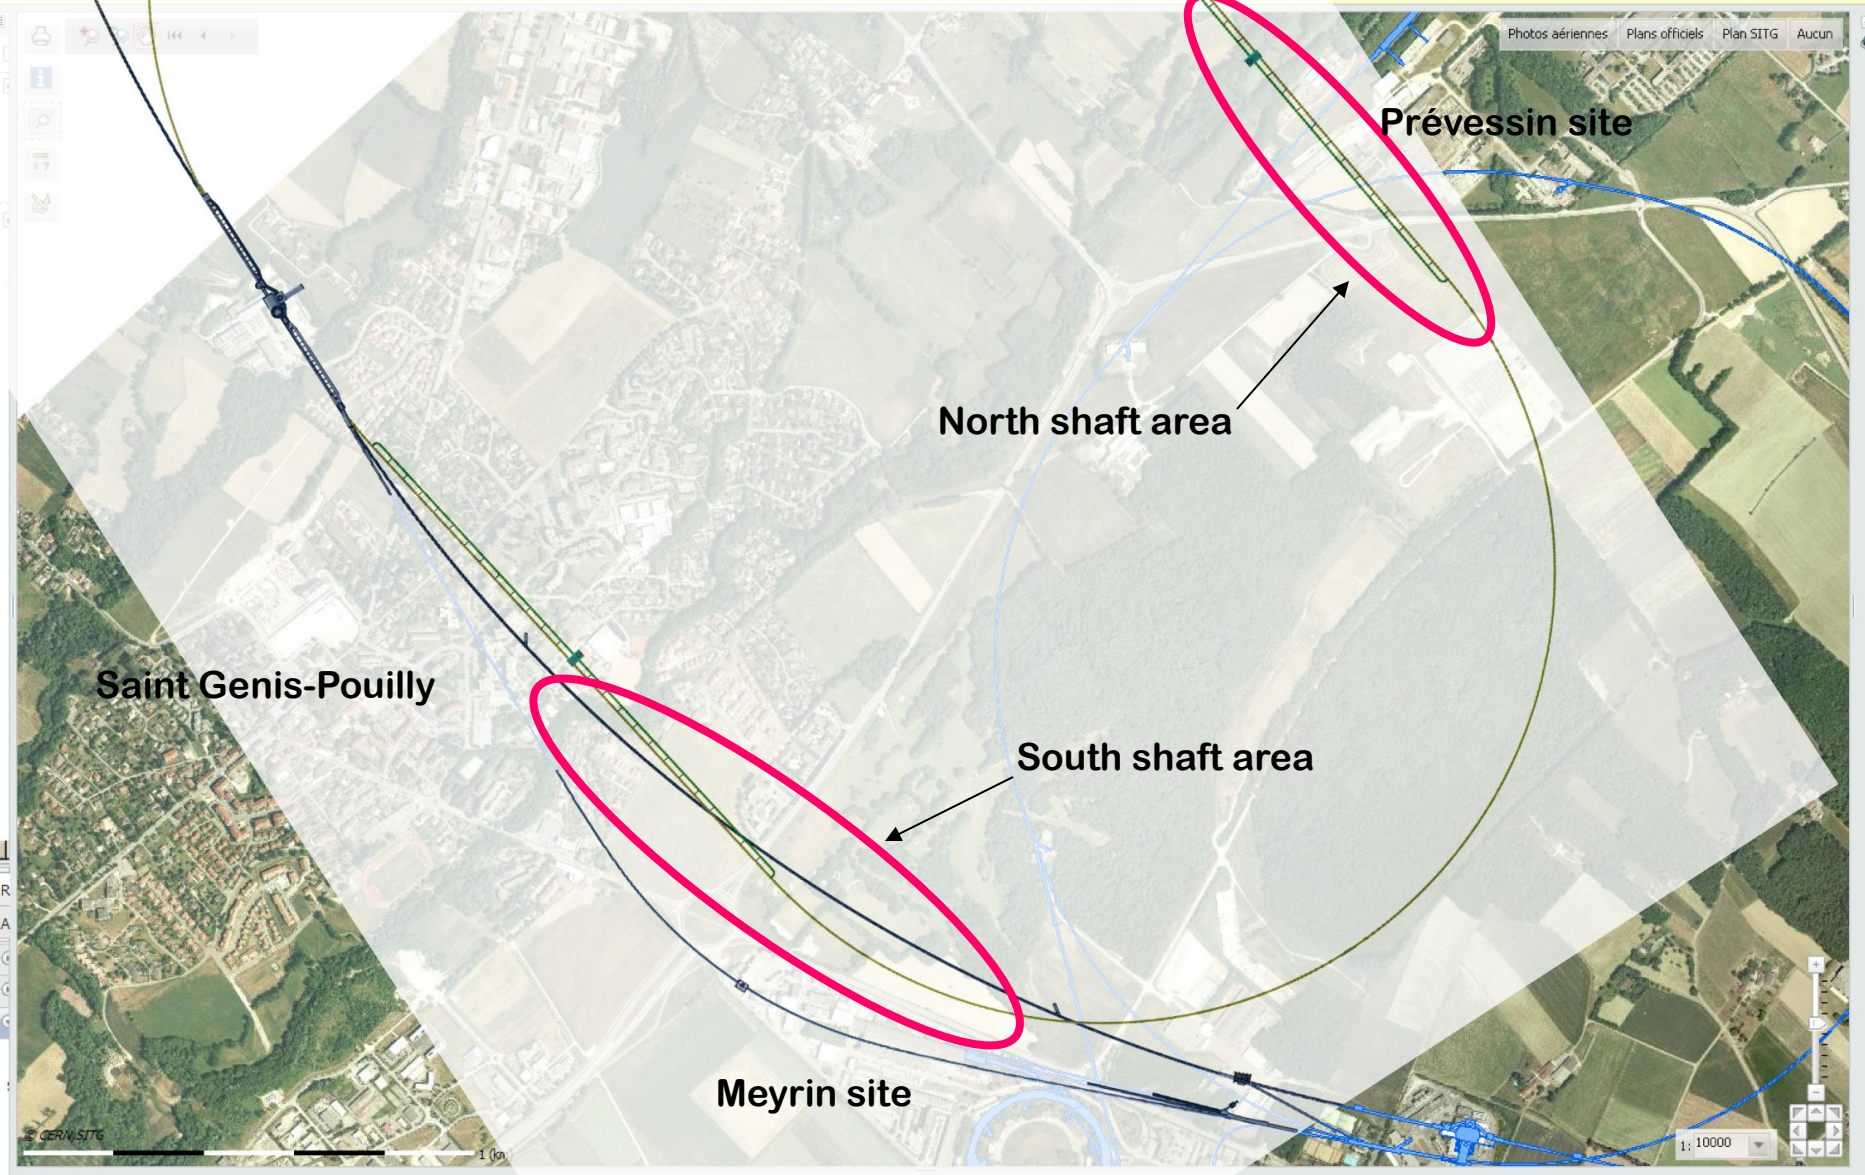 Photos aériennes Plans officiels Plan SITG Aucun
Prévessin site
North shaft area
Saint Genis-Pouilly
South shaft area
Meyrin site
© CERN SITG
1 (km
1: 10000